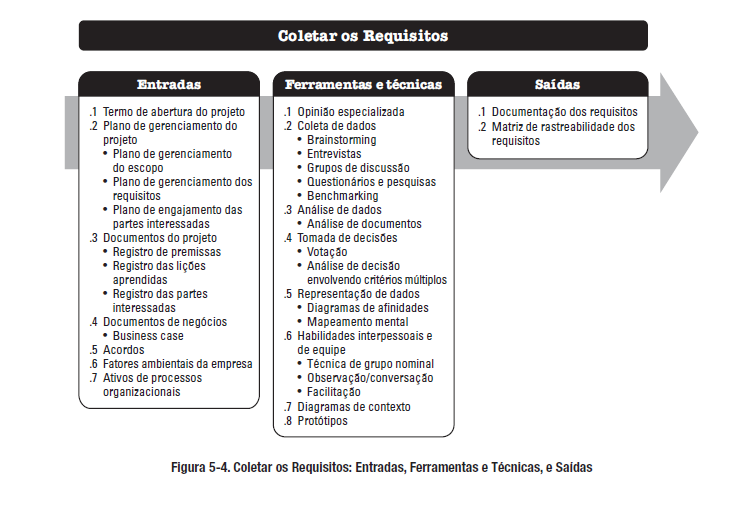 Coletar os Requisitos
Entradas
.1 Termo de abertura do projeto
.2 Plano de gerenciamento do
projeto
• Plano de gerenciamento
do escopo
• Plano de gerenciamento dos
requisitos
• Plano de engajamento das
partes interessadas
.3 Documentos do projeto
• Registro de premissas
• Registro das lições
aprendidas
• Registro das partes
interessadas
.4 Documentos de negócios
• Business case
.5 Acordos
.6 Fatores ambientais da empresa
.7 Ativos de processos
organizacionais
Ferramentas e técnicas
.1 Opinião especializada
.2 Coleta de dados
• Brainstorming
• Entrevistas
• Grupos de discussão
• Questionários e pesquisas
• Benchmarking
.3 Análise de dados
• Análise de documentos
.4 Tomada de decisões
• Votação
• Análise de decisão
envolvendo critérios múltiplos
.5 Representação de dados
• Diagramas de afinidades
• Mapeamento mental
.6 Habilidades interpessoais e
de equipe
• Técnica de grupo nominal
• Observação/conversação
• Facilitação
.7 Diagramas de contexto
.8 Protótipos
Saídas
.1 Documentação dos requisitos
.2 Matriz de rastreabilidade dos
requisitos
Figura 5-4. Coletar os Requisitos: Entradas, Ferramentas e Técnicas, e Saídas